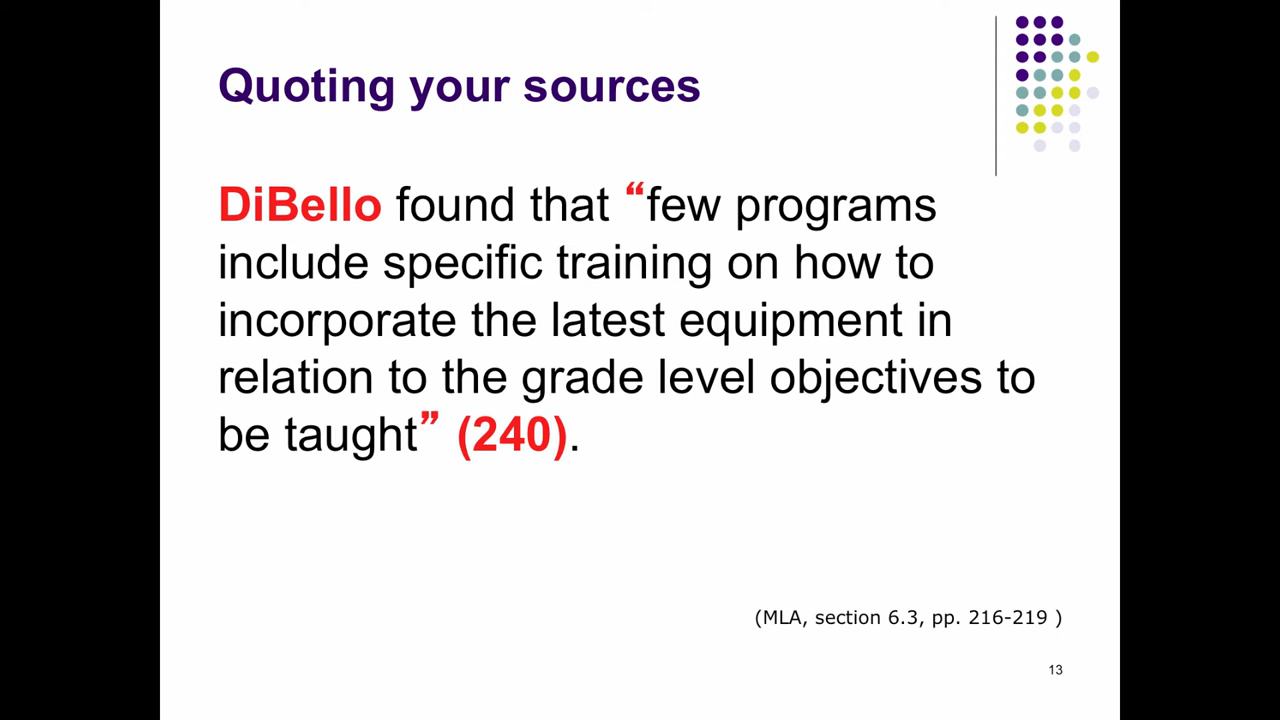 Quoting your sources
DiBello found that “few programs
include specific training on how to
incorporate the latest equipment in
relation to the grade level objectives to
be taught” (240).
(MLA, section 6.3, pp. 216-219 )
13